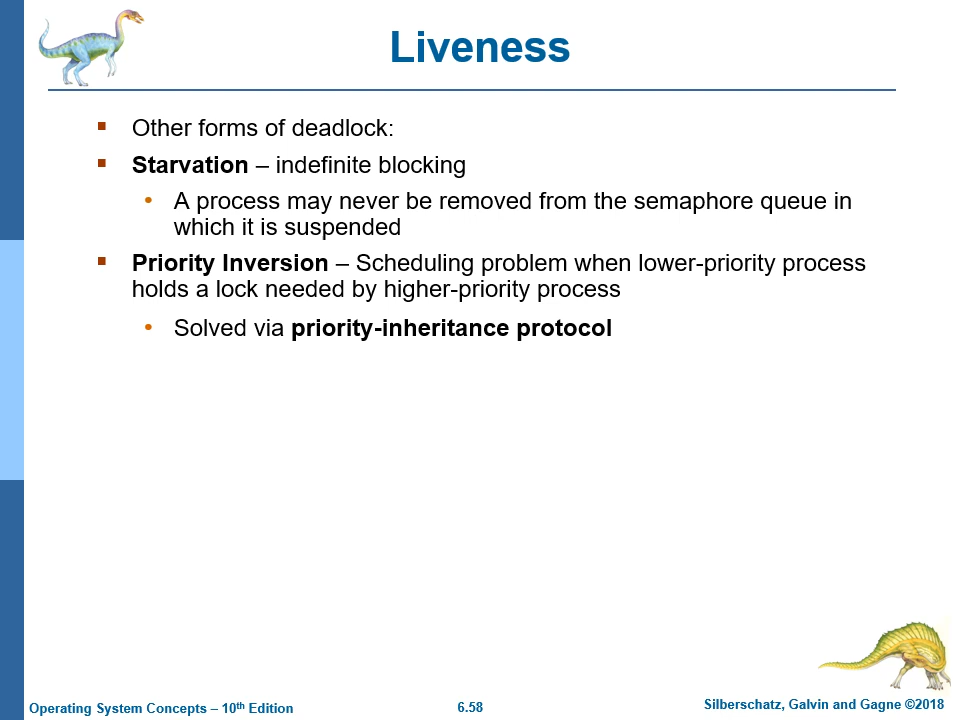 Liveness
▪ Other forms of deadlock:
▪ Starvation – indefinite blocking
• A process may never be removed from the semaphore queue in
which it is suspended
▪ Priority Inversion – Scheduling problem when lower-priority process
holds a lock needed by higher-priority process
• Solved via priority-inheritance protocol
Operating System Concepts – 10th Edition
6.58
Silberschatz, Galvin and Gagne ©2018